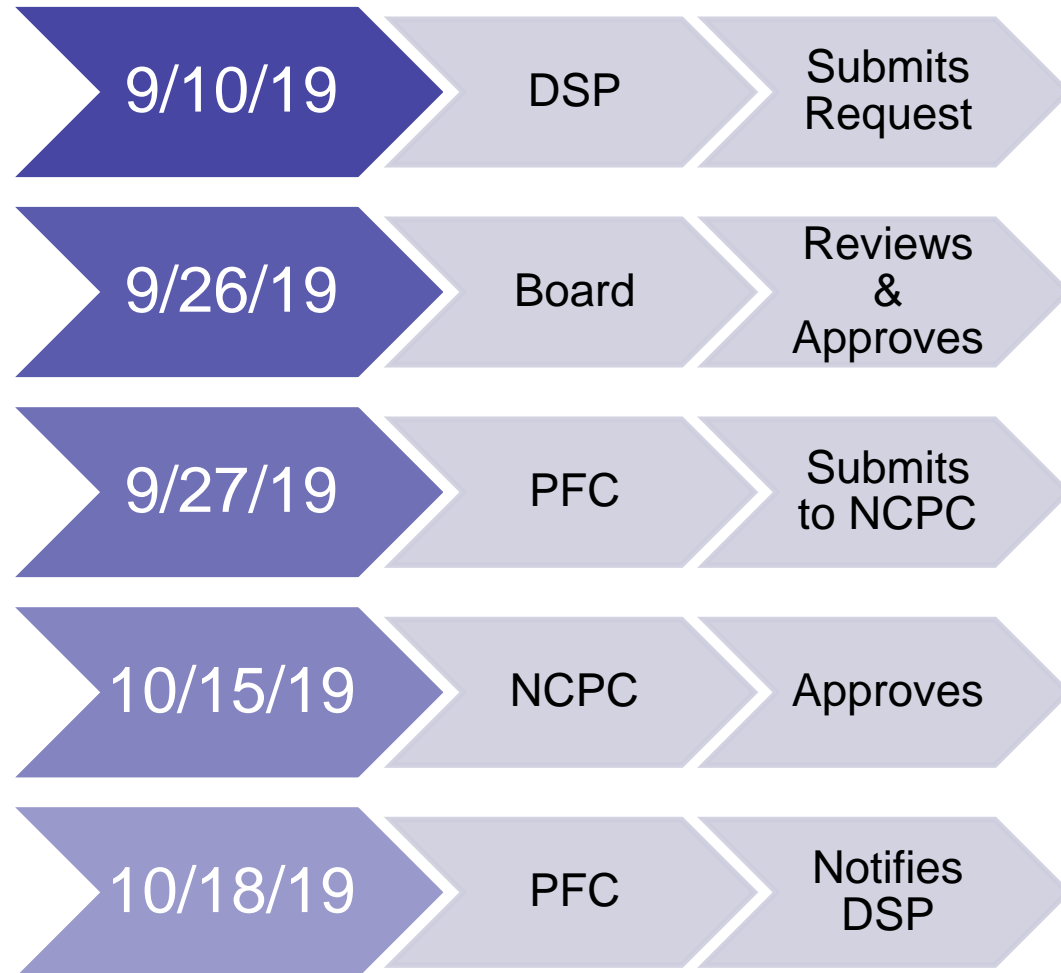 9/10/19
DSP
Submits
Request
9/26/19
Board
Reviews
&
Approves
9/27/19
PFC
Submits
to NCPC
10/15/19
NCPC
Approves
10/18/19
PFC
Notifies
DSP